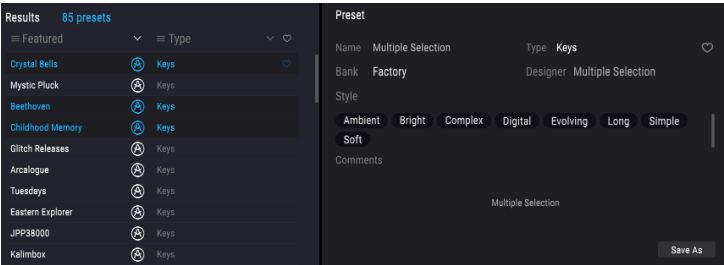 Results 85 presets
Featured Type
Crystal Bells Keys
Mystic Pluck Keys
Beethoven Keys
Childhood Memory Keys
Glitch Releases Keys
Arcalogue Keys
Tuesdays Keys
Eastern Explorer Keys
JPP38000 Keys
Kalimbox Keys
Preset
Name Multiple Selection Type Keys
Bank Factory Designer Multiple Selection
Style
Ambient Bright Complex Digital Evolving Long Simple
Soft
Comments
Multiple Selection
Save As